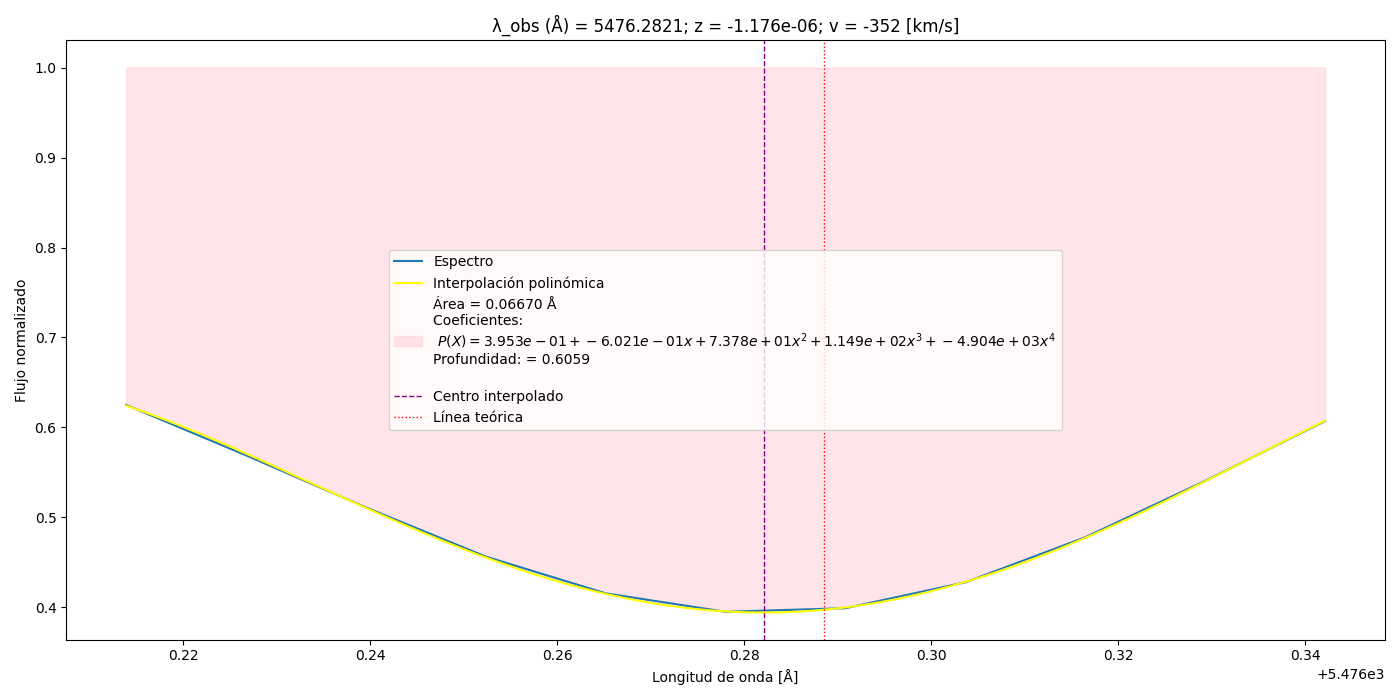 λ_obs (Å) = 5476.2821; z = -1.176e-06; v = -352 [km/s]
Flujo normalizado
1.0
0.9
0.8
0.7
0.6
0.5
0.4
Espectro
Interpolación polinómica
Área = 0.06670 Å
Coeficientes:
P(X) = 3.953e − 01 + − 6.021e − 01x + 7.378e + 01x² + 1.149e + 02x³ + − 4.904e + 03x⁴
Profundidad: = 0.6059
Centro interpolado
Línea teórica
0.22 0.24 0.26 0.28 0.30 0.32 0.34
+5.476e3
Longitud de onda [Å]